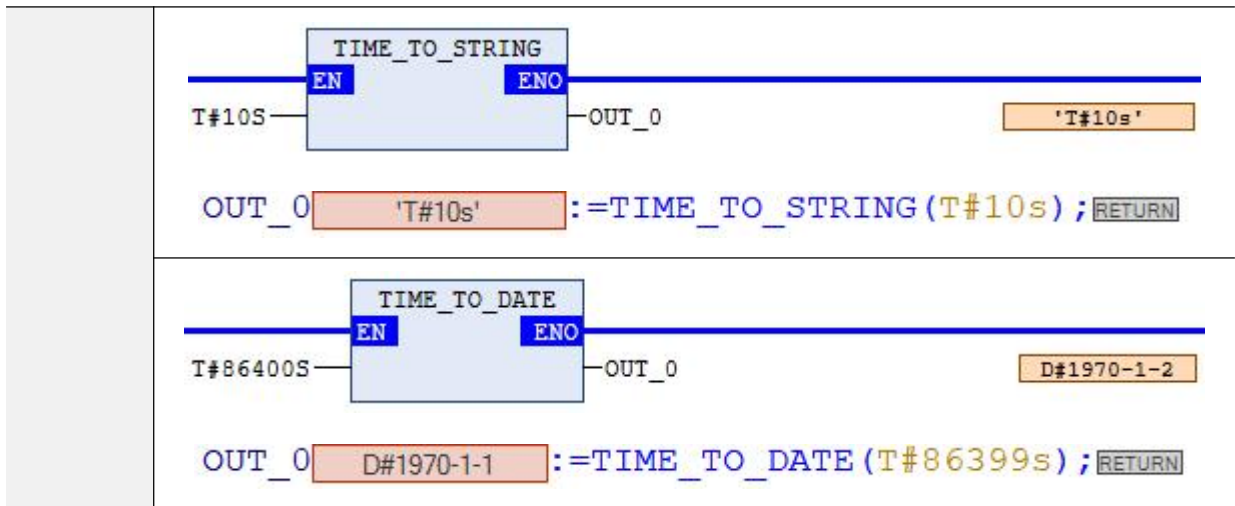 TIME_TO_STRING
EN ENO
T#10S OUT_0 'T#10s'
OUT_0 'T#10s' :=TIME_TO_STRING(T#10s);RETURN
TIME_TO_DATE
EN ENO
T#86400S OUT_0 D#1970-1-2
OUT_0 D#1970-1-1 :=TIME_TO_DATE(T#86399s);RETURN